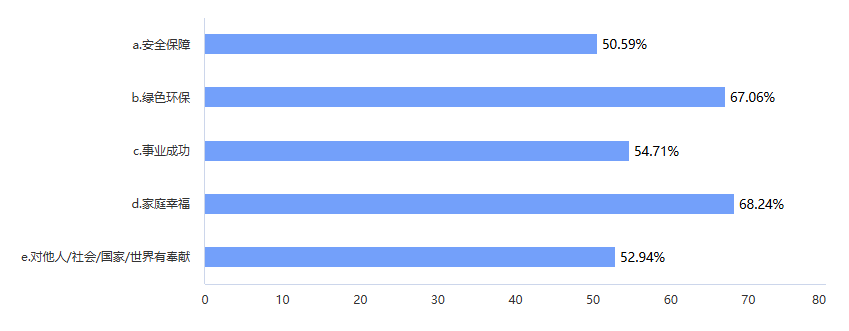 a.安全保障 50.59%
b.绿色环保 67.06%
c.事业成功 54.71%
d.家庭幸福 68.24%
e.对他人/社会/国家/世界有奉献 52.94%
0 10 20 30 40 50 60 70 80